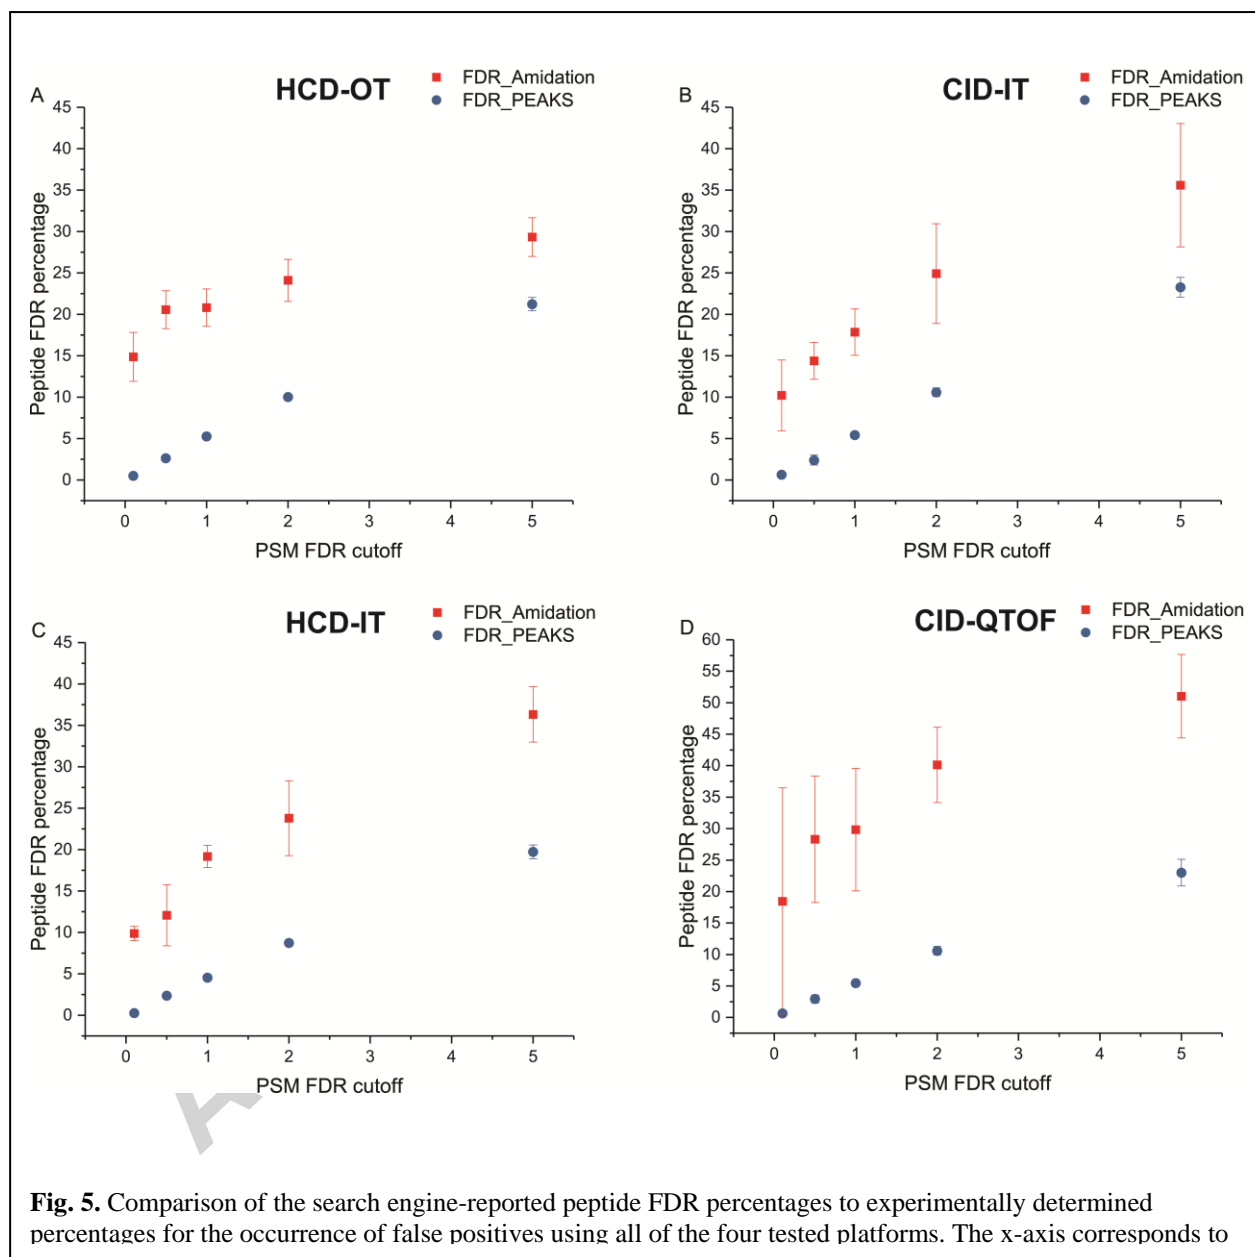 A
HCD-OT
FDR_Amidation
FDR_PEAKS
45
40
35
30
25
20
15
10
5
0
Peptide FDR percentage
0 1 2 3 4 5
PSM FDR cutoff
B
CID-IT
FDR_Amidation
FDR_PEAKS
45
40
35
30
25
20
15
10
5
0
Peptide FDR percentage
0 1 2 3 4 5
PSM FDR cutoff
C
HCD-IT
FDR_Amidation
FDR_PEAKS
45
40
35
30
25
20
15
10
5
0
Peptide FDR percentage
0 1 2 3 4 5
PSM FDR cutoff
D
CID-QTOF
FDR_Amidation
FDR_PEAKS
60
55
50
45
40
35
30
25
20
15
10
5
0
Peptide FDR percentage
0 1 2 3 4 5
PSM FDR cutoff
Fig. 5. Comparison of the search engine-reported peptide FDR percentages to experimentally determined
percentages for the occurrence of false positives using all of the four tested platforms. The x-axis corresponds to